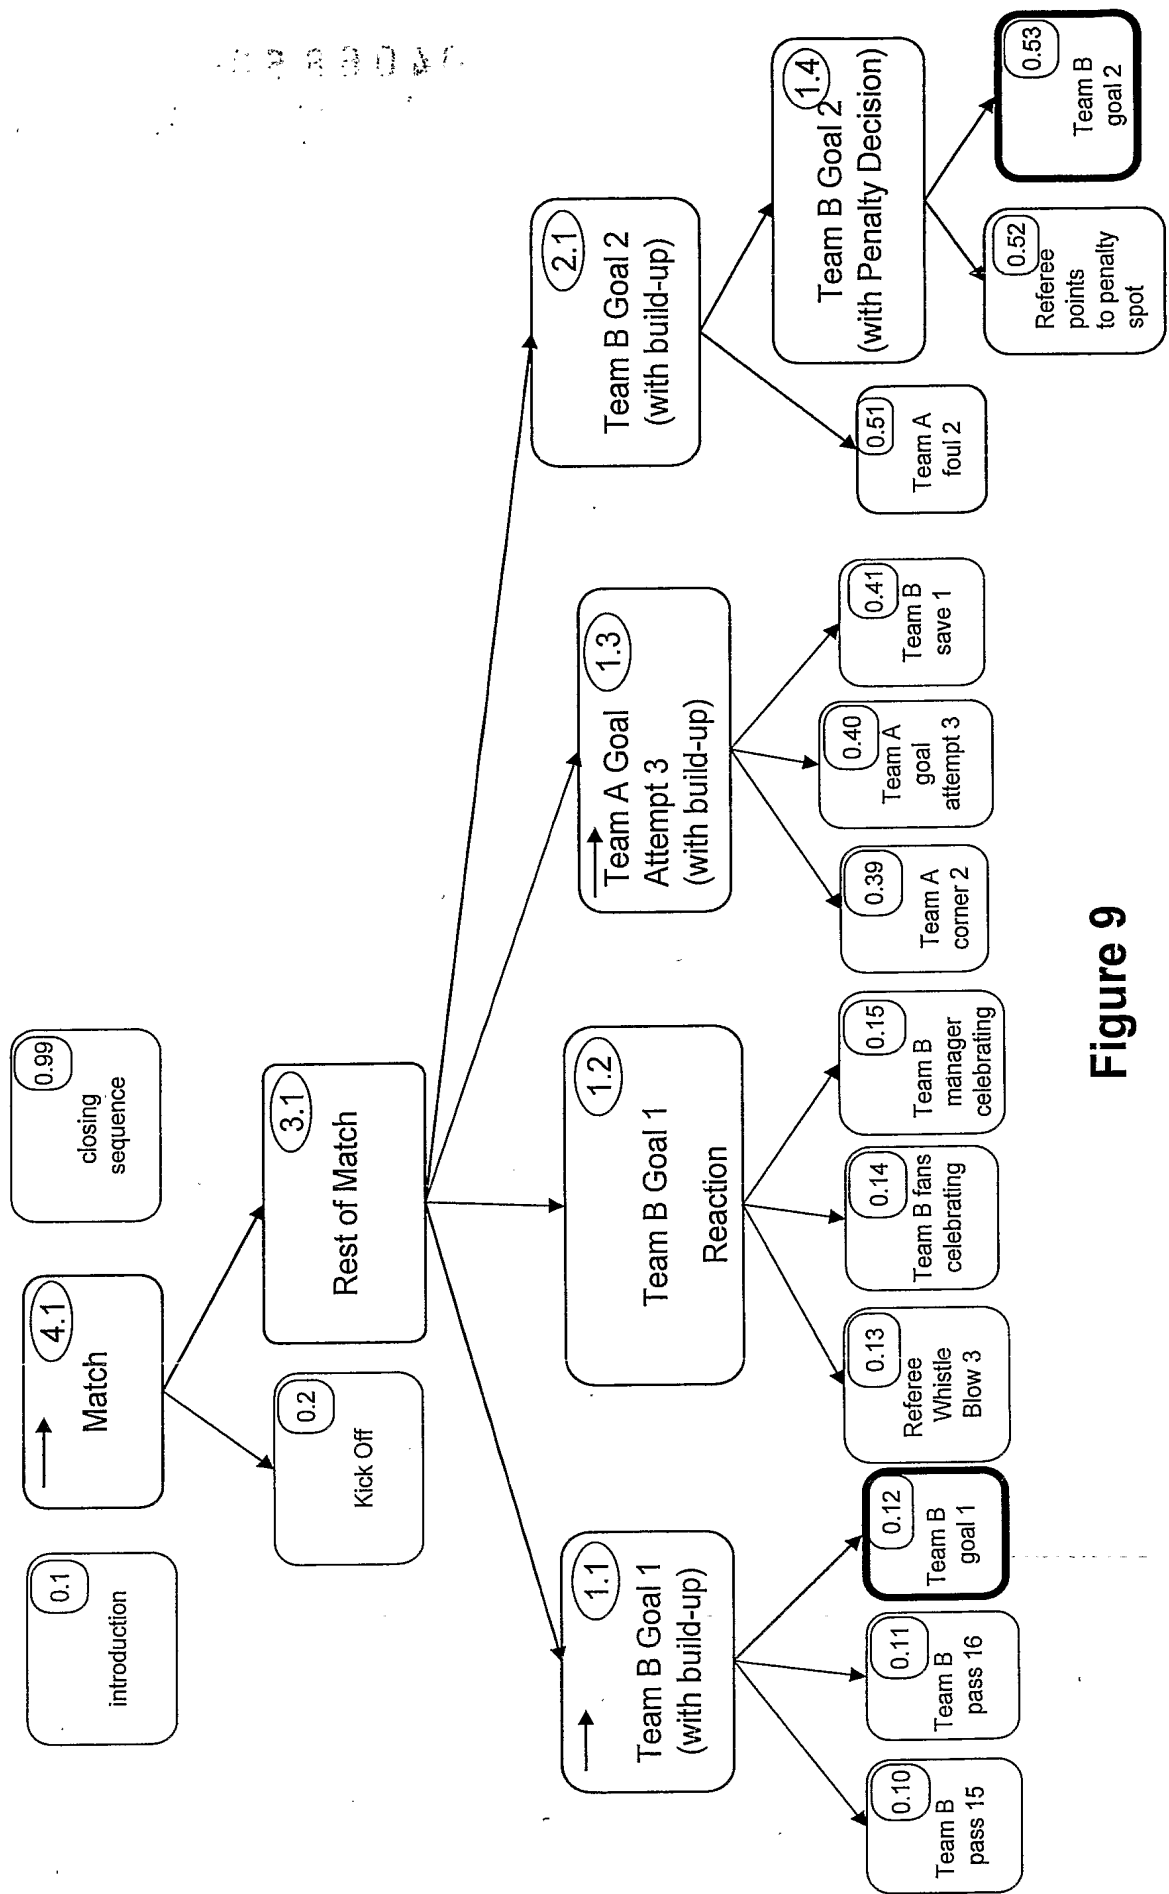 0.1
introduction
4.1
Match
0.99
closing
sequence
0.2
Kick Off
3.1
Rest of Match
1.1
Team B Goal 1
(with build-up)
1.2
Team B Goal 1
Reaction
1.3
Team A Goal
Attempt 3
(with build-up)
2.1
Team B Goal 2
(with build-up)
0.10
Team B
pass 15
0.11
Team B
pass 16
0.12
Team B
goal 1
0.13
Referee
Whistle
Blow 3
0.14
Team B fans
celebrating
0.15
Team B
manager
celebrating
0.39
Team A
corner 2
0.40
Team A
goal
attempt 3
0.41
Team B
save 1
0.51
Team A
foul 2
1.4
Team B Goal 2
(with Penalty Decision)
0.52
Referee
points
to penalty
spot
0.53
Team B
goal 2
Figure 9